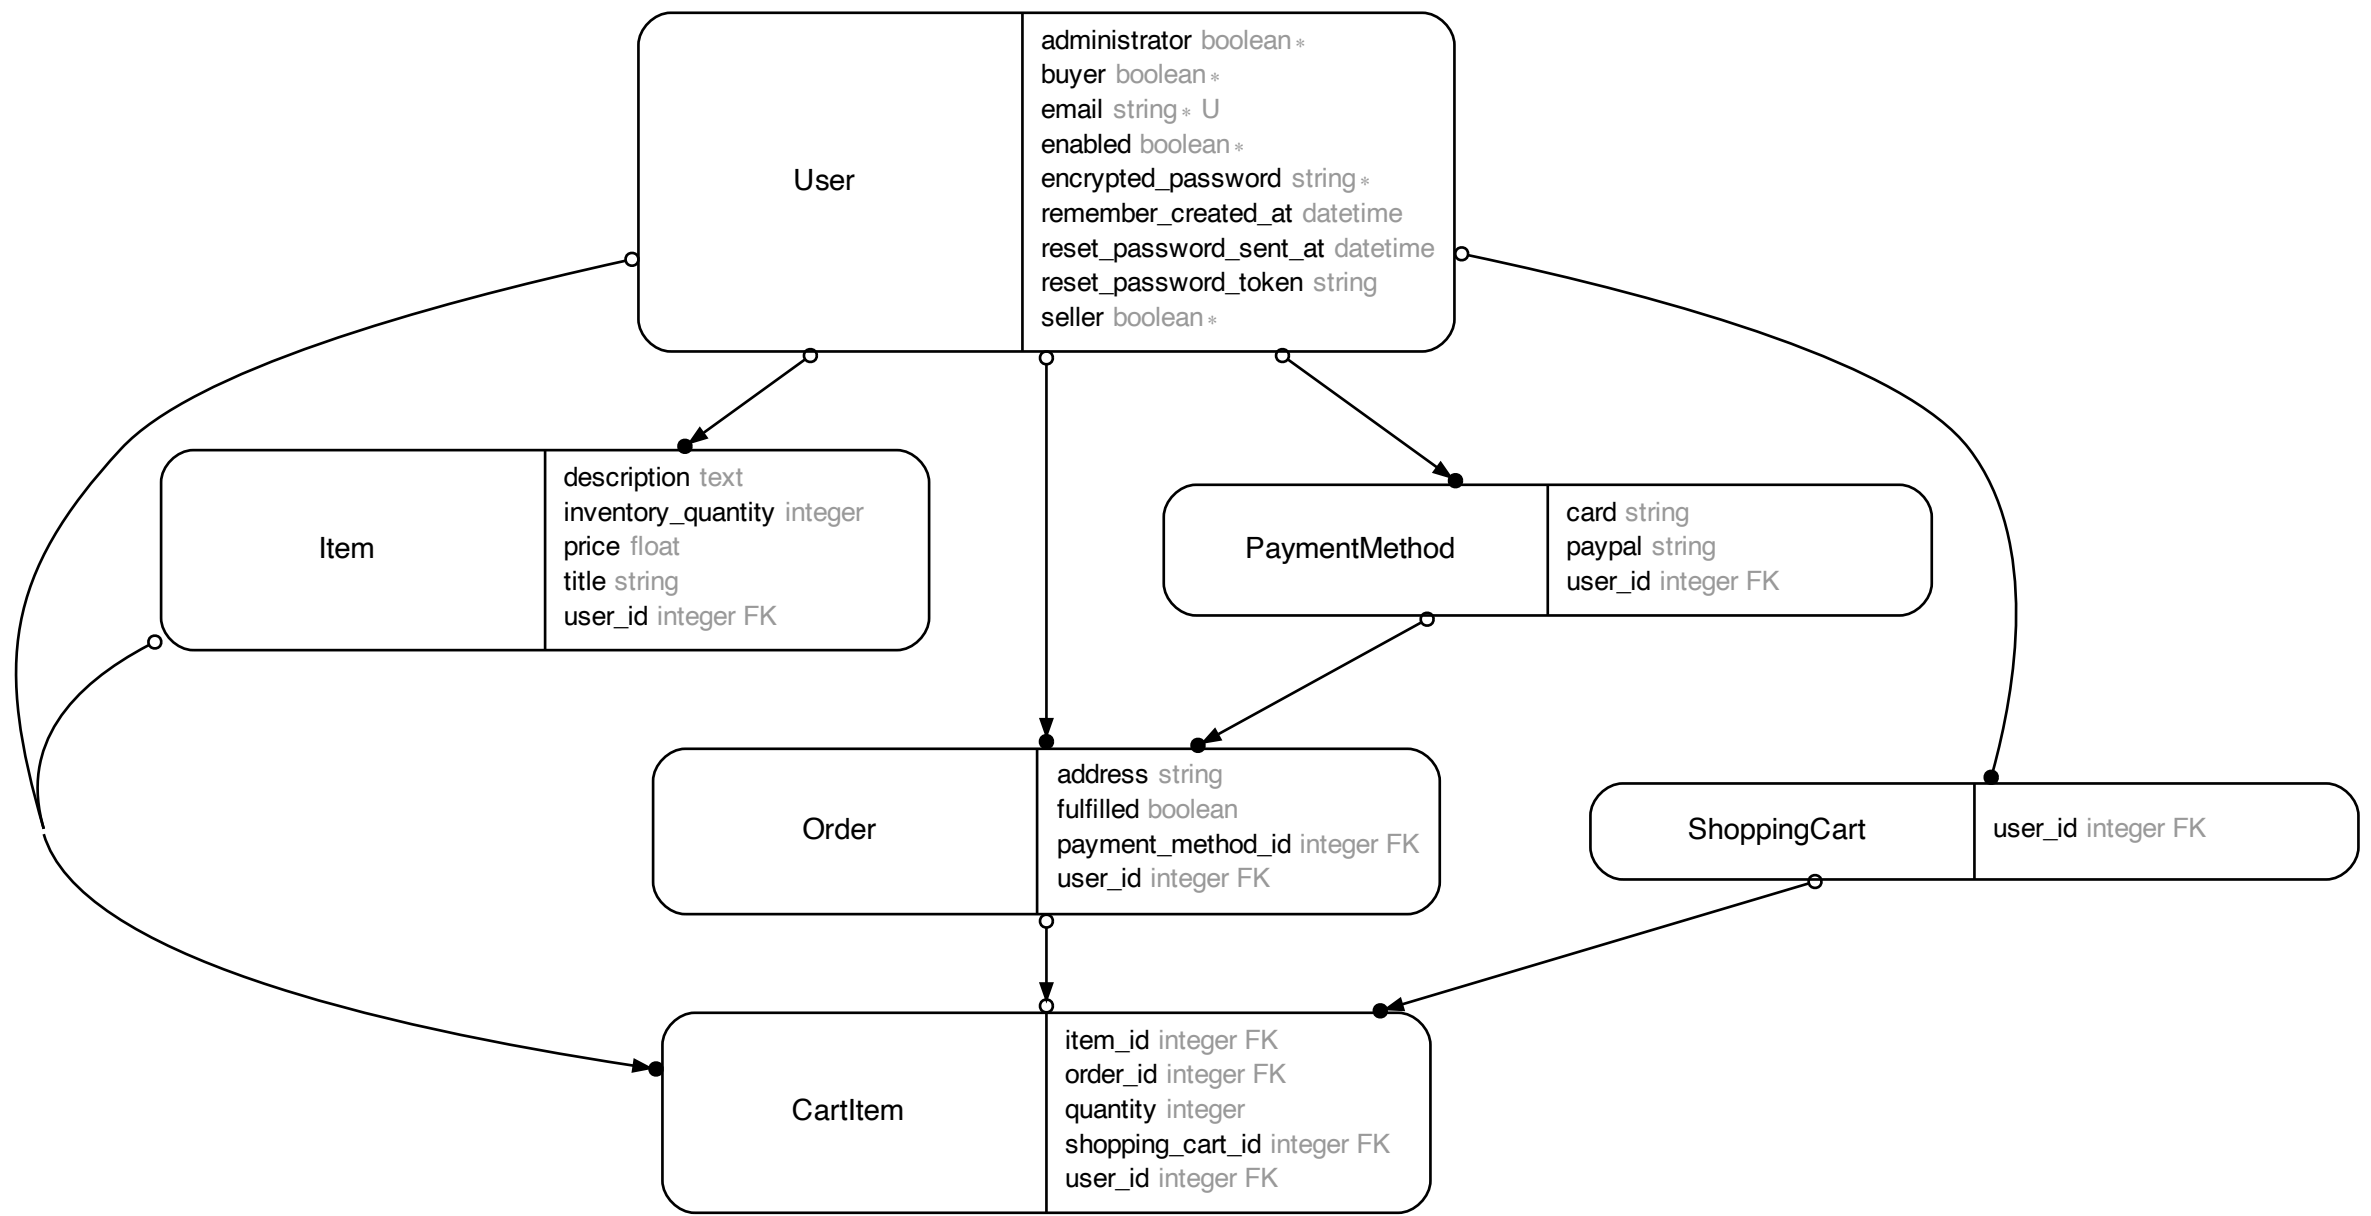 User
administrator boolean *
buyer boolean *
email string * U
enabled boolean *
encrypted_password string *
remember_created_at datetime
reset_password_sent_at datetime
reset_password_token string
seller boolean *
Item
description text
inventory_quantity integer
price float
title string
user_id integer FK
PaymentMethod
card string
paypal string
user_id integer FK
Order
address string
fulfilled boolean
payment_method_id integer FK
user_id integer FK
ShoppingCart
user_id integer FK
CartItem
item_id integer FK
order_id integer FK
quantity integer
shopping_cart_id integer FK
user_id integer FK